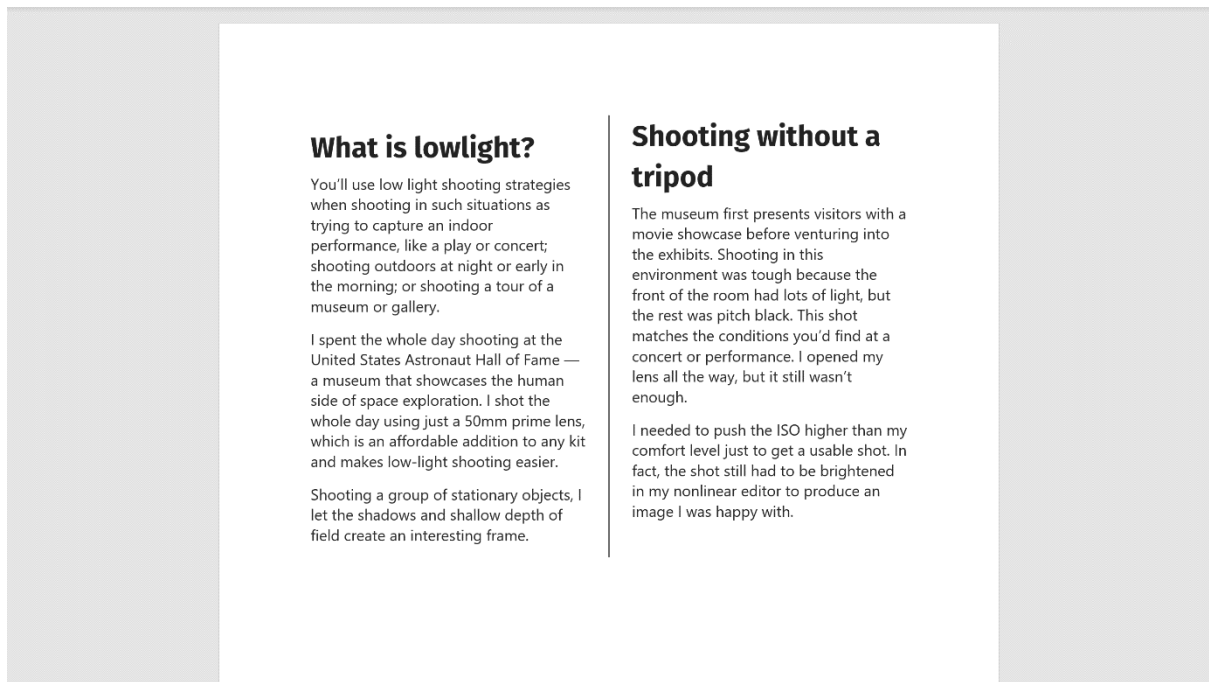 What is lowlight?
You'll use low light shooting strategies
when shooting in such situations as
trying to capture an indoor
performance, like a play or concert;
shooting outdoors at night or early in
the morning; or shooting a tour of a
museum or gallery.
I spent the whole day shooting at the
United States Astronaut Hall of Fame —
a museum that showcases the human
side of space exploration. I shot the
whole day using just a 50mm prime lens,
which is an affordable addition to any kit
and makes low-light shooting easier.
Shooting a group of stationary objects, I
let the shadows and shallow depth of
field create an interesting frame.
Shooting without a
tripod
The museum first presents visitors with a
movie showcase before venturing into
the exhibits. Shooting in this
environment was tough because the
front of the room had lots of light, but
the rest was pitch black. This shot
matches the conditions you'd find at a
concert or performance. I opened my
lens all the way, but it still wasn't
enough.
I needed to push the ISO higher than my
comfort level just to get a usable shot. In
fact, the shot still had to be brightened
in my nonlinear editor to produce an
image I was happy with.